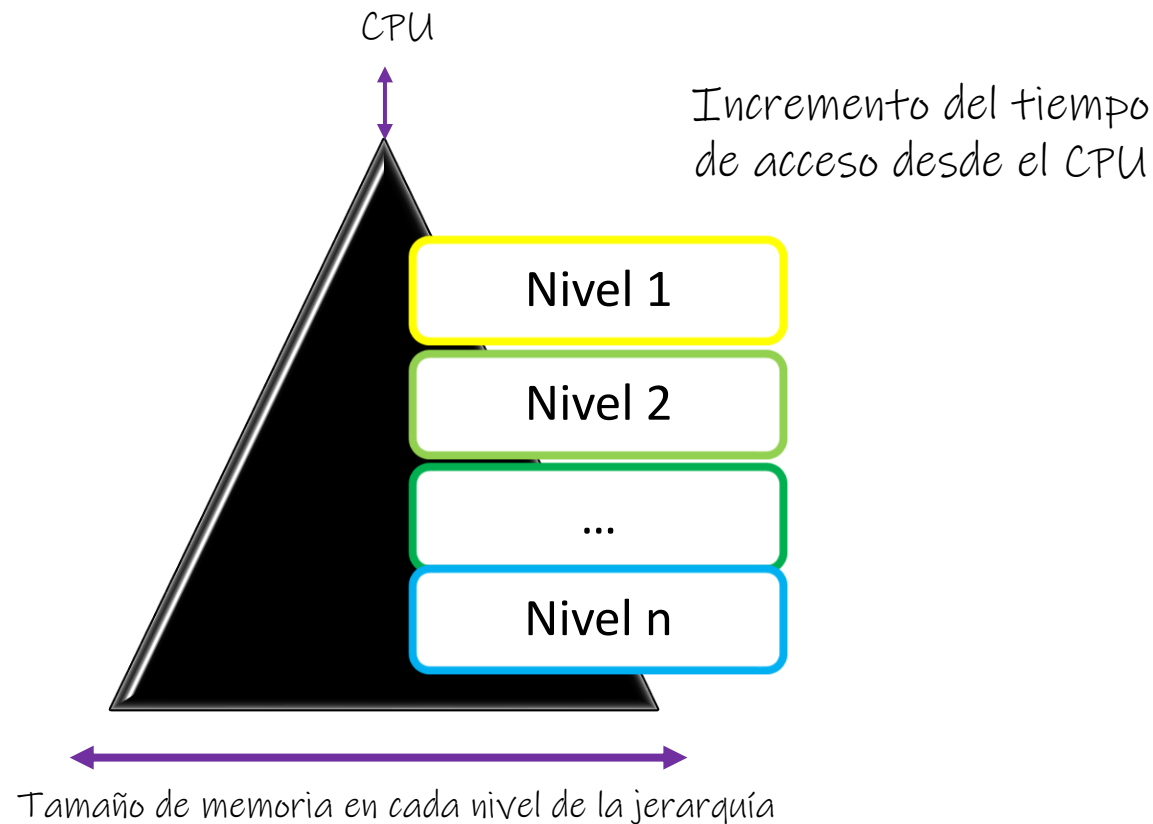 CPU
Incremento del tiempo
de acceso desde el CPU
Nivel 1
Nivel 2
...
Nivel n
Tamaño de memoria en cada nivel de la jerarquía